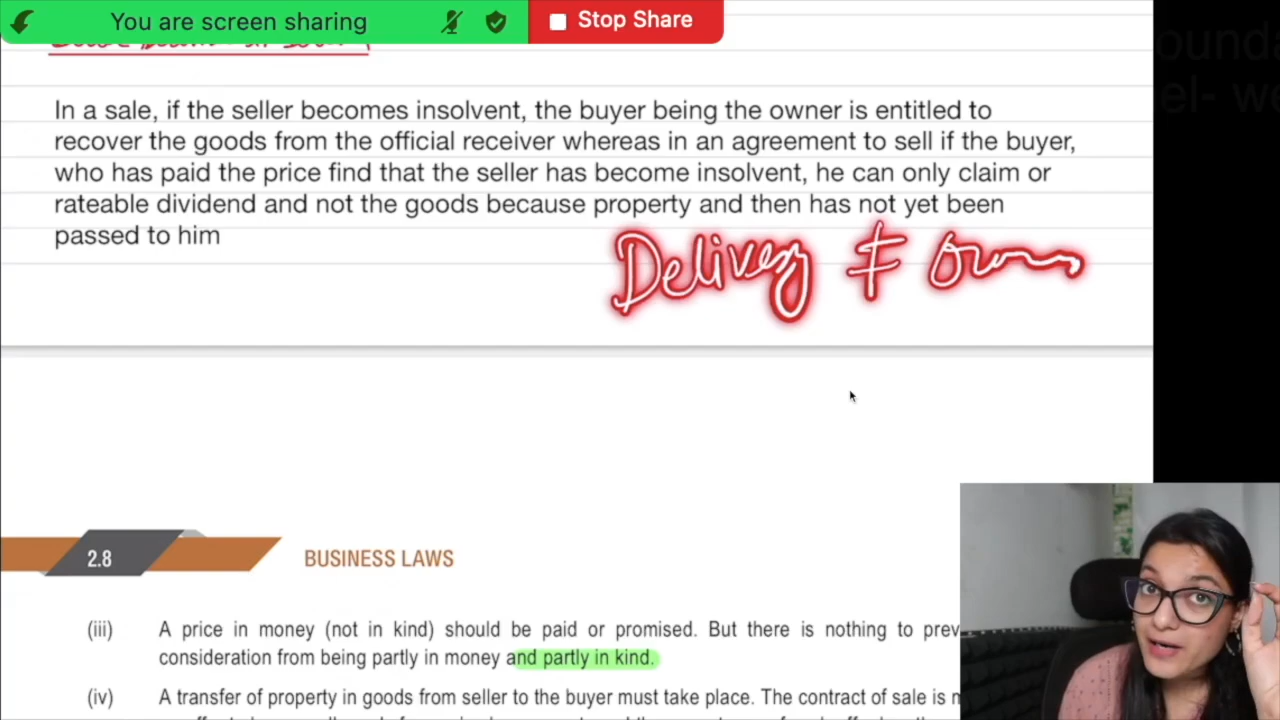 You are screen sharing
Stop Share
In a sale, if the seller becomes insolvent, the buyer being the owner is entitled to
recover the goods from the official receiver whereas in an agreement to sell if the buyer,
who has paid the price find that the seller has become insolvent, he can only claim or
rateable dividend and not the goods because property and then has not yet been
passed to him
Delivery ≠
2.8
BUSINESS LAWS
(iii) A price in money (not in kind) should be paid or promised. But there is nothing to prev
consideration from being partly in money and partly in kind.
(iv) A transfer of property in goods from seller to the buyer must take place. The contract of sale is